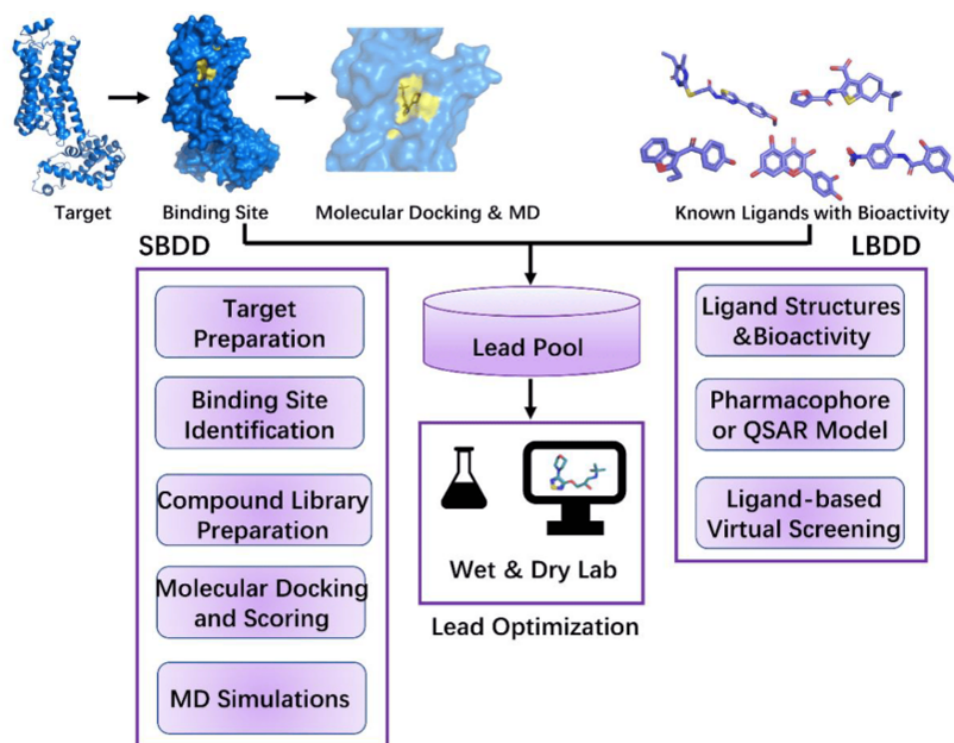 Target
Binding Site
Molecular Docking & MD
Known Ligands with Bioactivity
SBDD
LBDD
Target
Preparation
Binding Site
Identification
Compound Library
Preparation
Molecular Docking
and Scoring
MD Simulations
Lead Pool
Wet & Dry Lab
Lead Optimization
Ligand Structures
&Bioactivity
Pharmacophore
or QSAR Model
Ligand-based
Virtual Screening